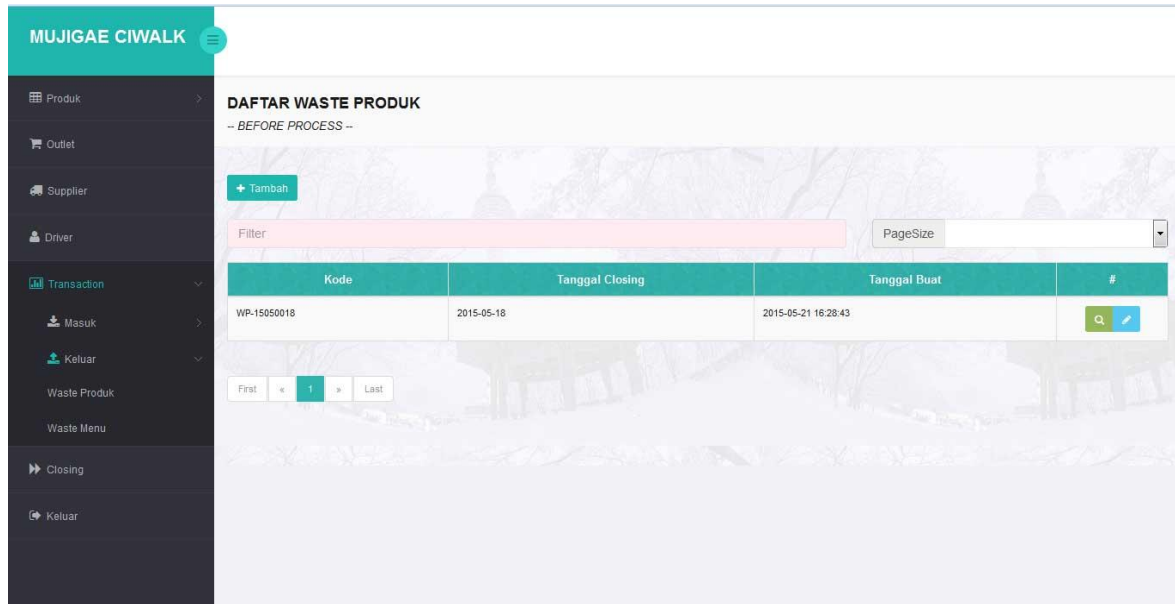 MUJIGAE CIWALK
Produk
Outlet
Supplier
Driver
Transaction
Masuk
Keluar
Waste Produk
Waste Menu
Closing
Keluar
DAFTAR WASTE PRODUK
-- BEFORE PROCESS --
+ Tambah
Filter
PageSize
Kode Tanggal Closing Tanggal Buat #
WP-15050018 2015-05-18 2015-05-21 16:28:43
First « 1 » Last